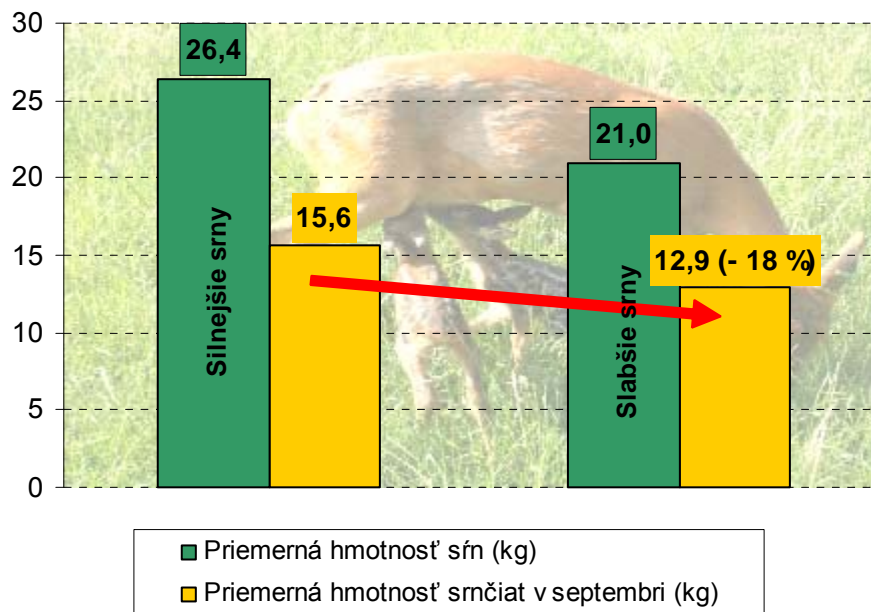 30
25
20
15
10
5
0
26,4
15,6
21,0
12,9 (- 18 %)
Silnejšie srny
Slabšie srny
Priemerná hmotnosť sŕn (kg)
Priemerná hmotnosť srnčiat v septembri (kg)